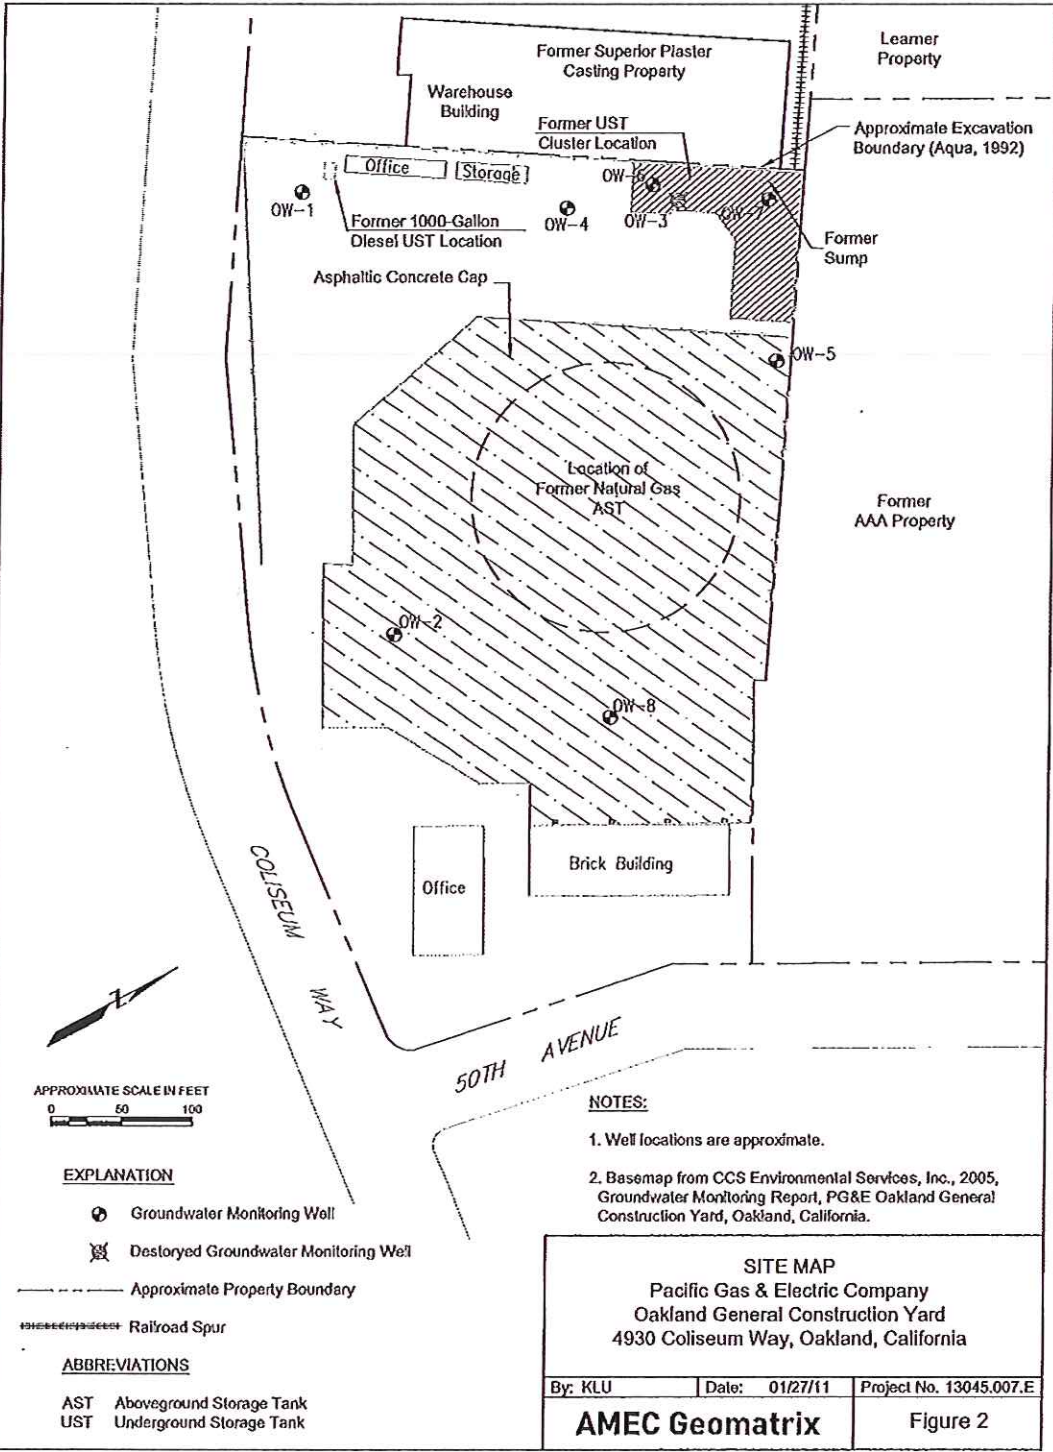 Former Superior Plaster
Casting Property
Learner
Property
Warehouse
Building
Former UST
Cluster Location
Approximate Excavation
Boundary (Aqua, 1992)
Office
Storage
OW-6
OW-1
OW-4
OW-3
OW-7
Former 1000-Gallon
Diesel UST Location
Former
Sump
Asphaltic Concrete Cap
OW-5
Location of
Former Natural Gas
AST
Former
AAA Property
OW-2
OW-8
Brick Building
Office
COLISEUM WAY
50TH AVENUE
Z
APPROXIMATE SCALE IN FEET
0 50 100
NOTES:
1. Well locations are approximate.
2. Basemap from CCS Environmental Services, Inc., 2005,
Groundwater Monitoring Report, PG&E Oakland General
Construction Yard, Oakland, California.
EXPLANATION
Groundwater Monitoring Well
Destoryed Groundwater Monitoring Well
Approximate Property Boundary
Railroad Spur
ABBREVIATIONS
AST Aboveground Storage Tank
UST Underground Storage Tank
SITE MAP
Pacific Gas & Electric Company
Oakland General Construction Yard
4930 Coliseum Way, Oakland, California
By: KLU Date: 01/27/11 Project No. 13045.007.E
AMEC Geomatrix Figure 2